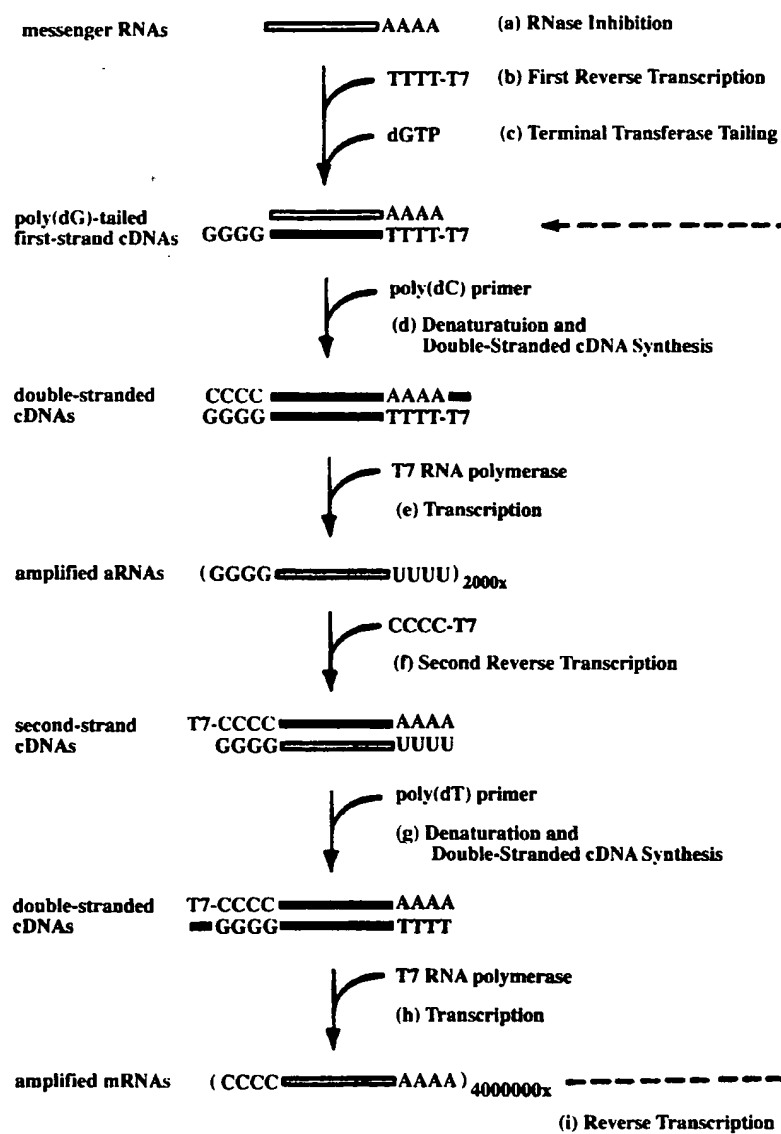 messenger RNAs AAAA (a) RNase Inhibition
TTTT-T7 (b) First Reverse Transcription
dGTP (c) Terminal Transferase Tailing
poly(dG)-tailed AAAA
first-strand cDNAs GGGG TTTT-T7
poly(dC) primer
(d) Denaturatuion and
Double-Stranded cDNA Synthesis
double-stranded CCCC AAAA
cDNAs GGGG TTTT-T7
T7 RNA polymerase
(e) Transcription
amplified aRNAs (GGGG UUUU) 2000x
CCCC-T7
(f) Second Reverse Transcription
second-strand T7-CCCC AAAA
cDNAs GGGG UUUU
poly(dT) primer
(g) Denaturation and
Double-Stranded cDNA Synthesis
double-stranded T7-CCCC AAAA
cDNAs GGGG TTTT
T7 RNA polymerase
(h) Transcription
amplified mRNAs (CCCC AAAA) 4000000x
(i) Reverse Transcription